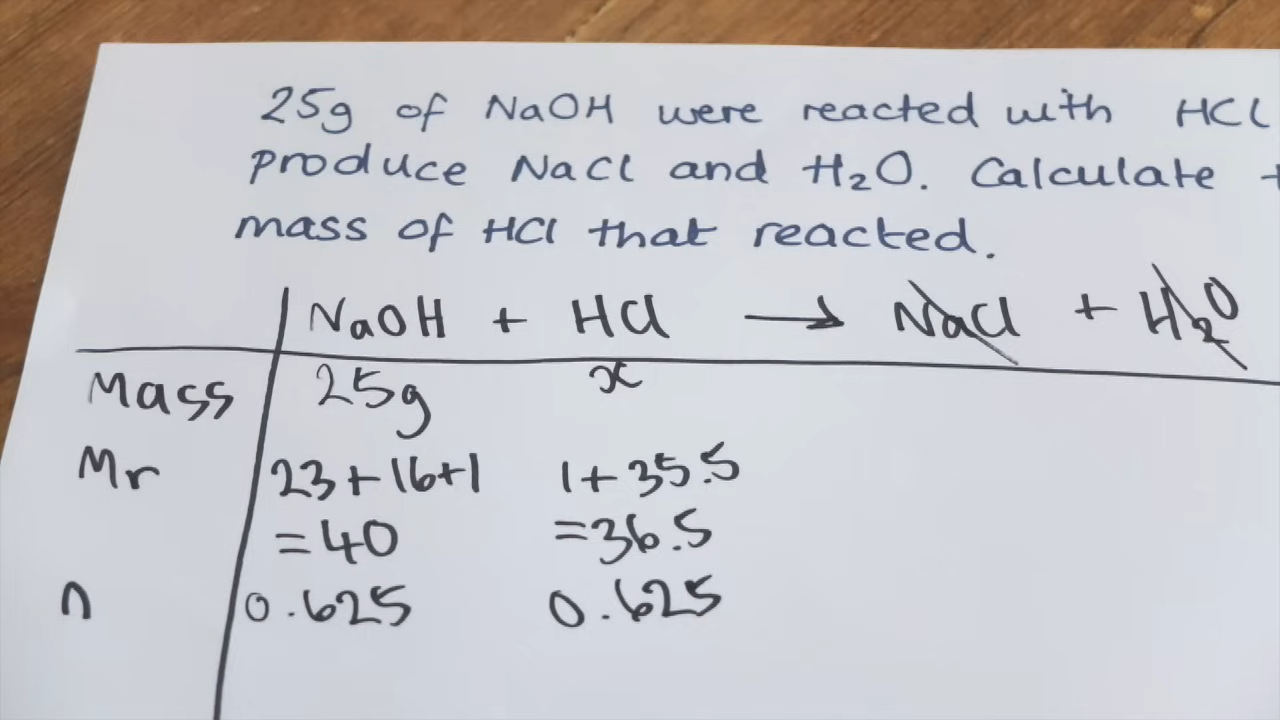 25g of NaOH were reacted with HCl
produce NaCl and H₂O. Calculate
mass of HCl that reacted.
NaOH + HCl → NaCl + H₂O
Mass 25g x
Mr 23+16+1 1+35.5
=40 =36.5
n 0.625 0.625